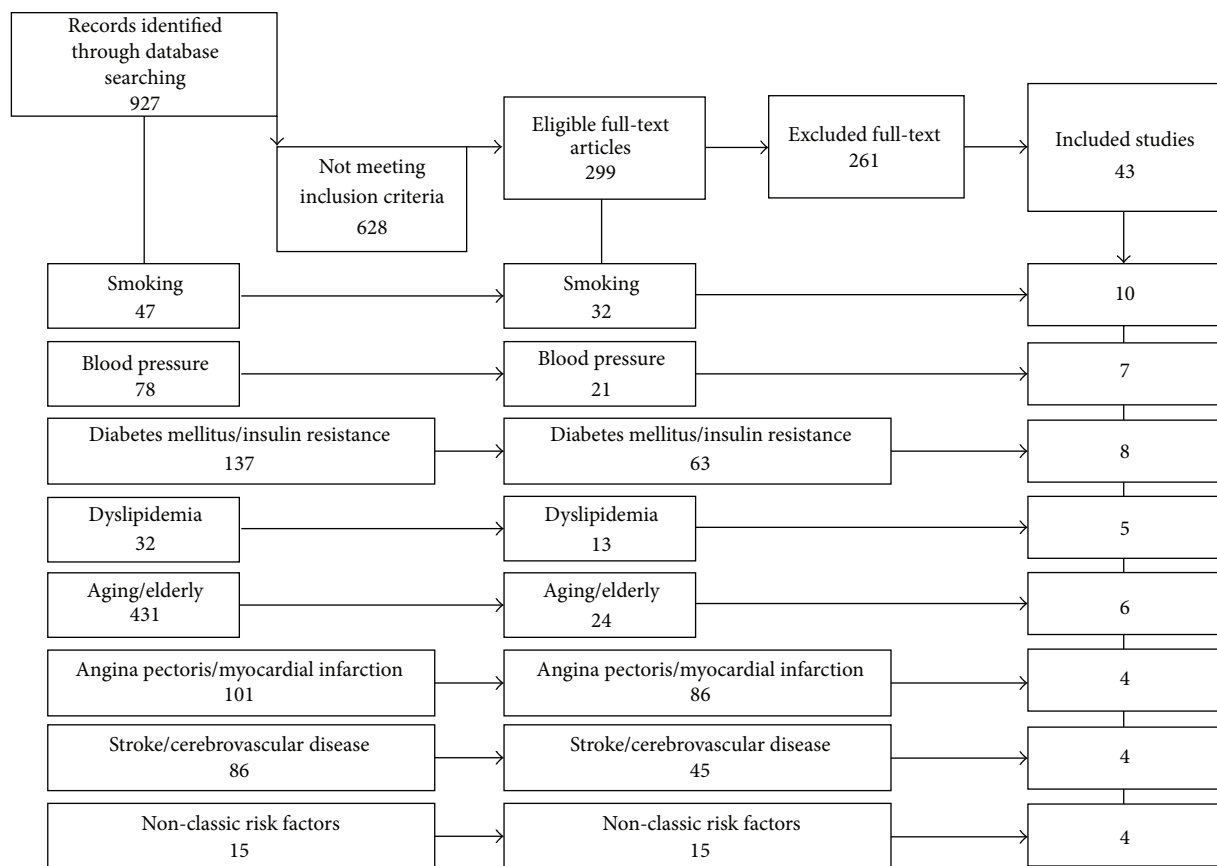 Records identified
through database
searching
927
Not meeting
inclusion criteria
628
Eligible full-text
articles
299
Excluded full-text
261
Included studies
43
Smoking
47
Smoking
32
10
Blood pressure
78
Blood pressure
21
7
Diabetes mellitus/insulin resistance
137
Diabetes mellitus/insulin resistance
63
8
Dyslipidemia
32
Dyslipidemia
13
5
Aging/elderly
431
Aging/elderly
24
6
Angina pectoris/myocardial infarction
101
Angina pectoris/myocardial infarction
86
4
Stroke/cerebrovascular disease
86
Stroke/cerebrovascular disease
45
4
Non-classic risk factors
15
Non-classic risk factors
15
4